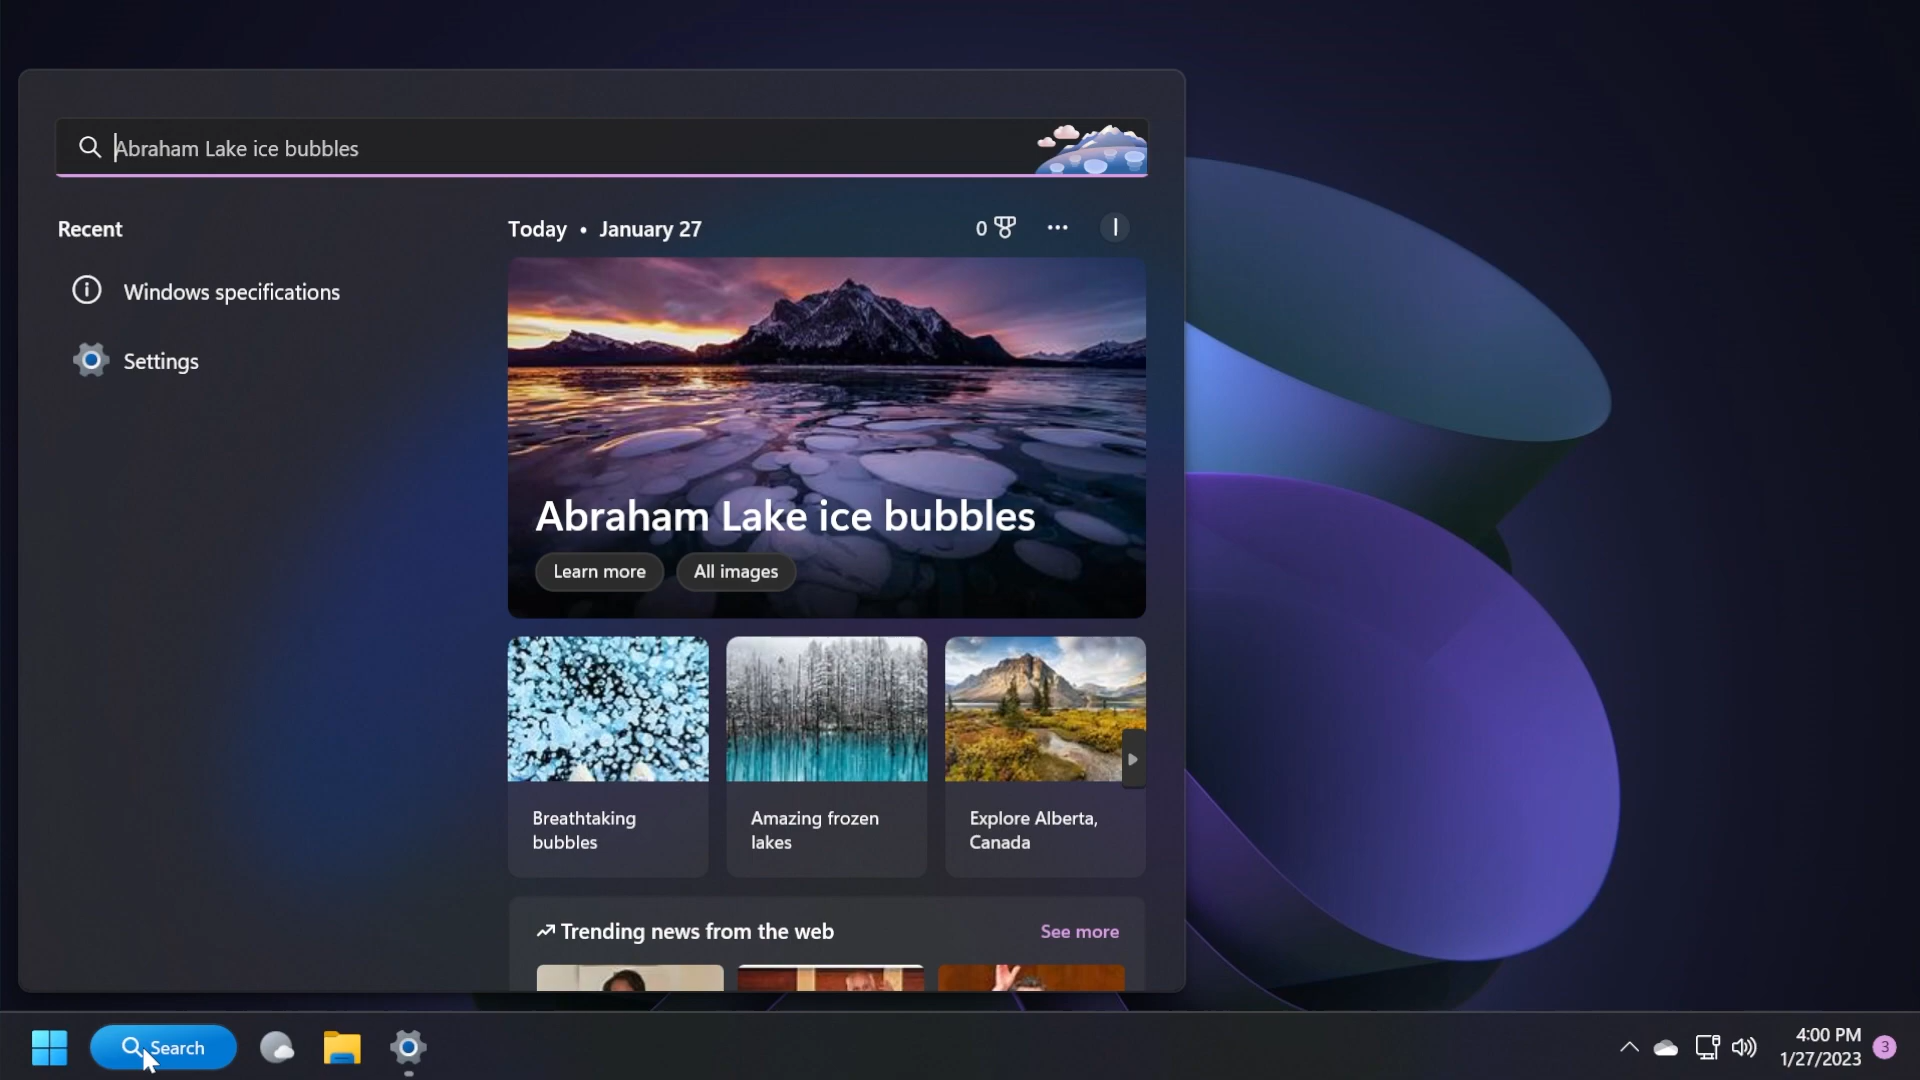 Abraham Lake ice bubbles
Recent
Windows specifications
Settings
Today • January 27
0
I
Abraham Lake ice bubbles
Learn more
All images
Breathtaking
bubbles
Amazing frozen
lakes
Explore Alberta,
Canada
Trending news from the web
See more
Search
4:00 PM
1/27/2023
3